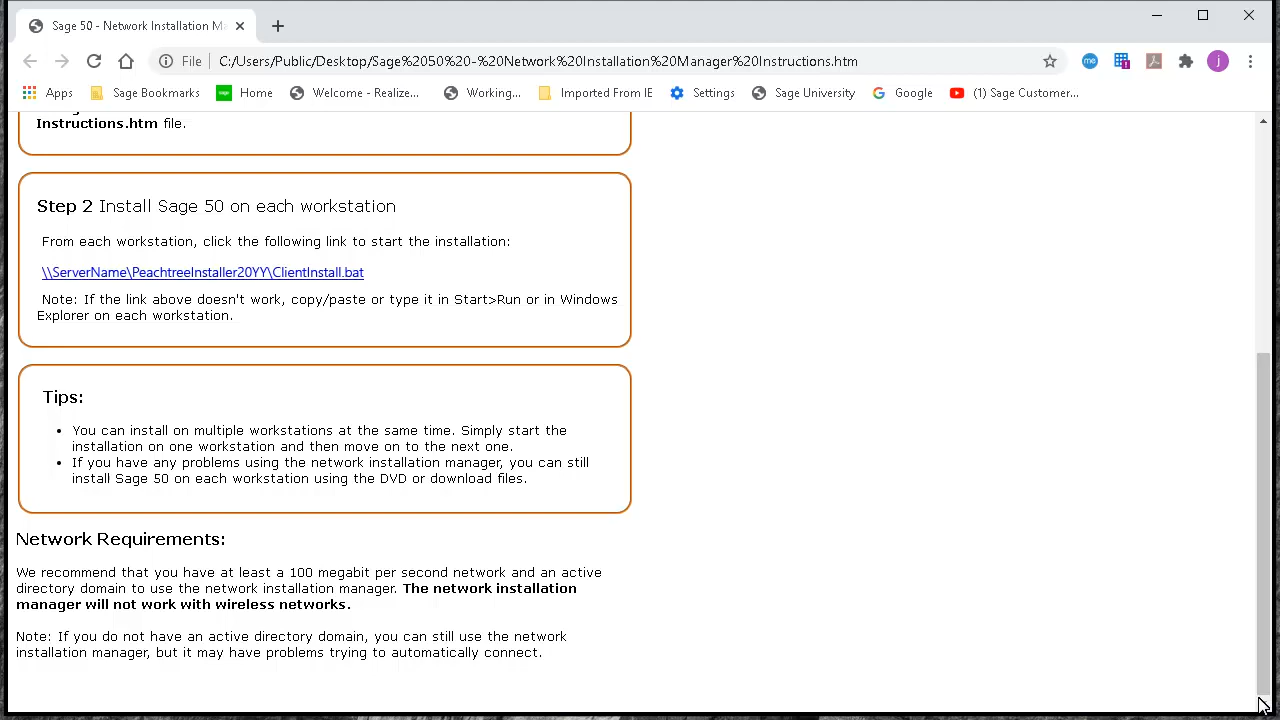 Sage 50 - Network Installation Ma
File
C:/Users/Public/Desktop/Sage%2050%20-%20Network%20Installation%20Manager%20Instructions.htm
j
Apps
Sage Bookmarks
Home
Welcome - Realize...
Working...
Imported From IE
Setting
Sage University
Google
(1) Sage Customer...
Instructions.htm file.
Step 2 Install Sage 50 on each workstation
From each workstation, click the following link to start the installation:
\\ServerName\PeachtreeInstaller20YY\ClientInstall.bat
Note: If the link above doesn't work, copy/paste or type it in Start>Run or in Windows
Explorer on each workstation.
Tips:
• You can install on multiple workstations at the same time. Simply start the
installation on one workstation and then move on to the next one.
• If you have any problems using the network installation manager, you can still
install Sage 50 on each workstation using the DVD or download files.
Network Requirements:
We recommend that you have at least a 100 megabit per second network and an active
directory domain to use the network installation manager. The network installation
manager will not work with wireless networks.
Note: If you do not have an active directory domain, you can still use the network
installation manager, but it may have problems trying to automatically connect.